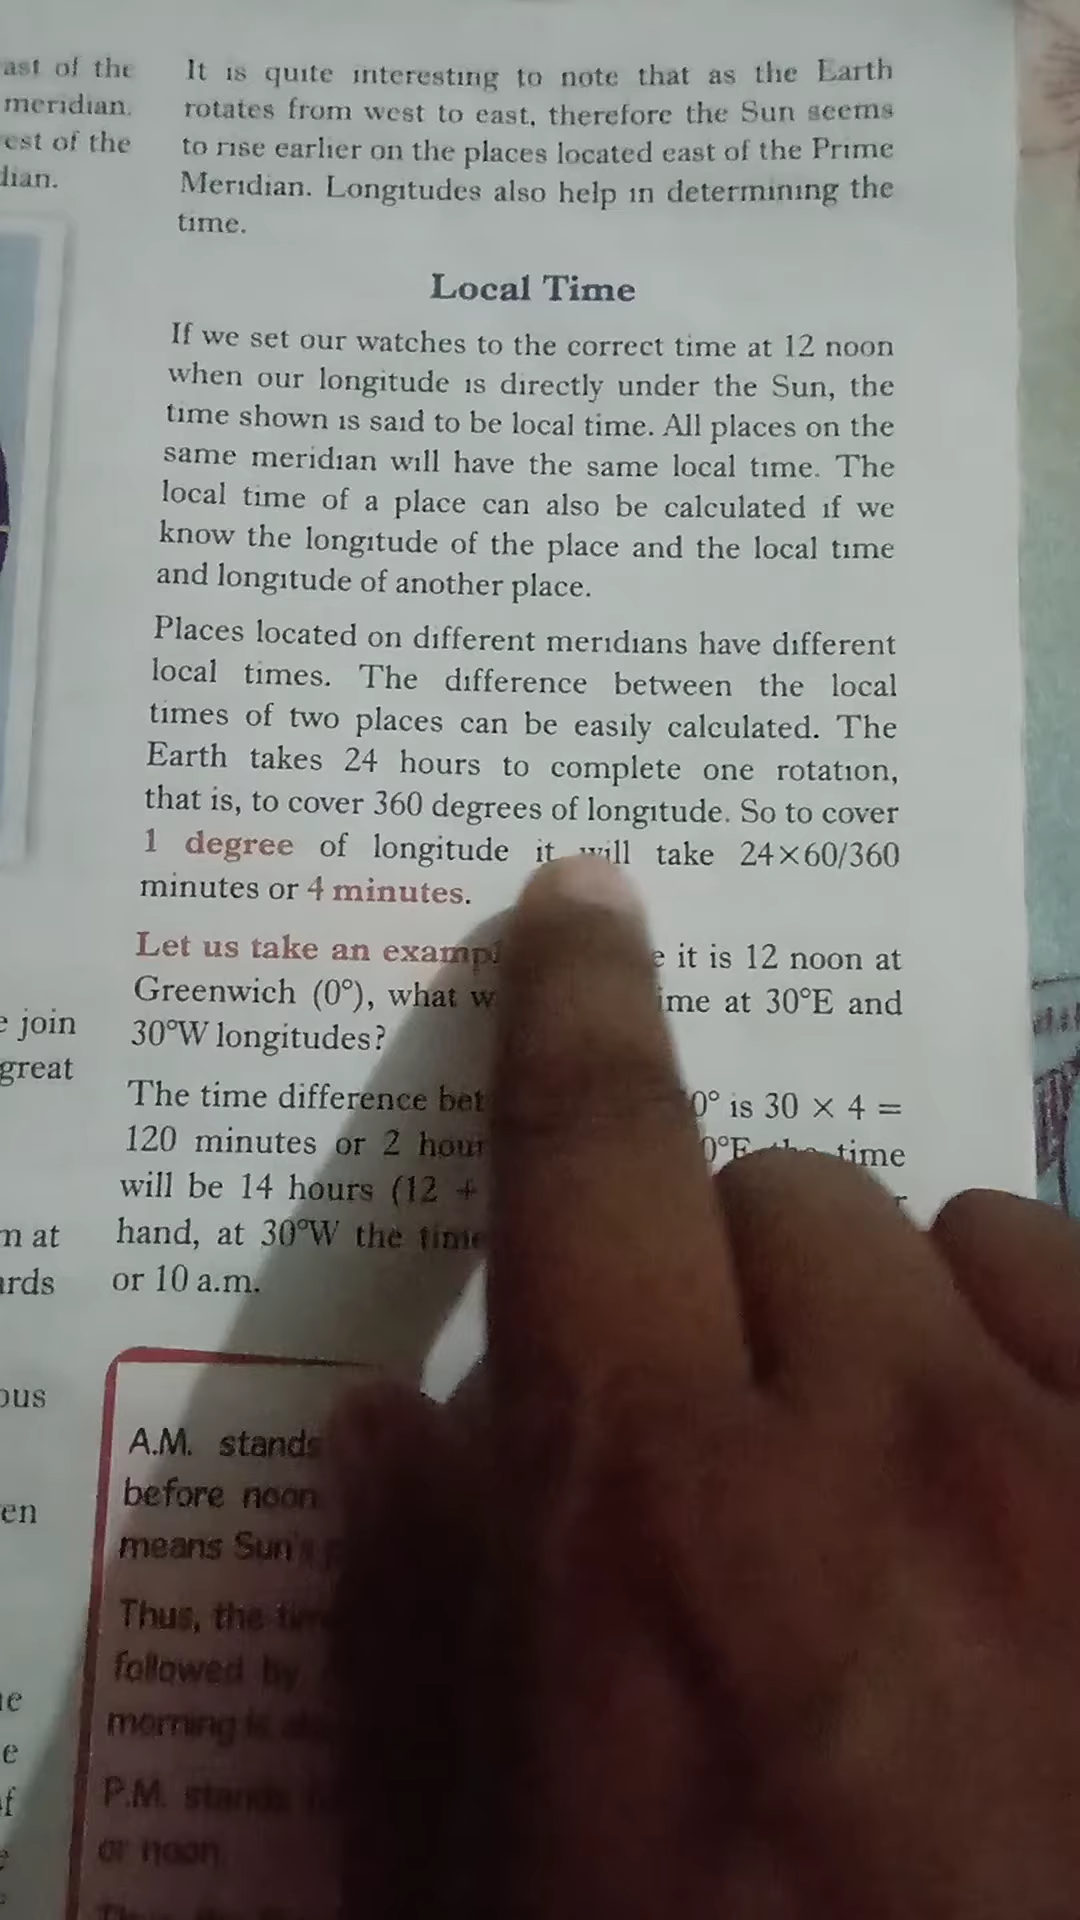 ast of the
meridian.
est of the
dian.
It is quite interesting to note that as the Earth
rotates from west to east, therefore the Sun seems
to rise earlier on the places located east of the Prime
Meridian. Longitudes also help in determining the
time.
Local Time
If we set our watches to the correct time at 12 noon
when our longitude is directly under the Sun, the
time shown is said to be local time. All places on the
same meridian will have the same local time. The
local time of a place can also be calculated if we
know the longitude of the place and the local time
and longitude of another place.
Places located on different meridians have different
local times. The difference between the local
times of two places can be easily calculated. The
Earth takes 24 hours to complete one rotation,
that is, to cover 360 degrees of longitude. So to cover
1 degree of longitude it will take 24×60/360
minutes or 4 minutes.
Let us take an exampl e it is 12 noon at
Greenwich (0°), what w ime at 30°E and
30°W longitudes?
The time difference bet 0° is 30 × 4 =
120 minutes or 2 hour 0°E the time
will be 14 hours (12 +
hand, at 30°W the time
or 10 a.m.
e join
great
m at
ards
ous
en
ne
e
of
A.M. stands
before noon.
means Sun's p
Thus, the tim
followed by
morning is
P.M. stands
or noon.